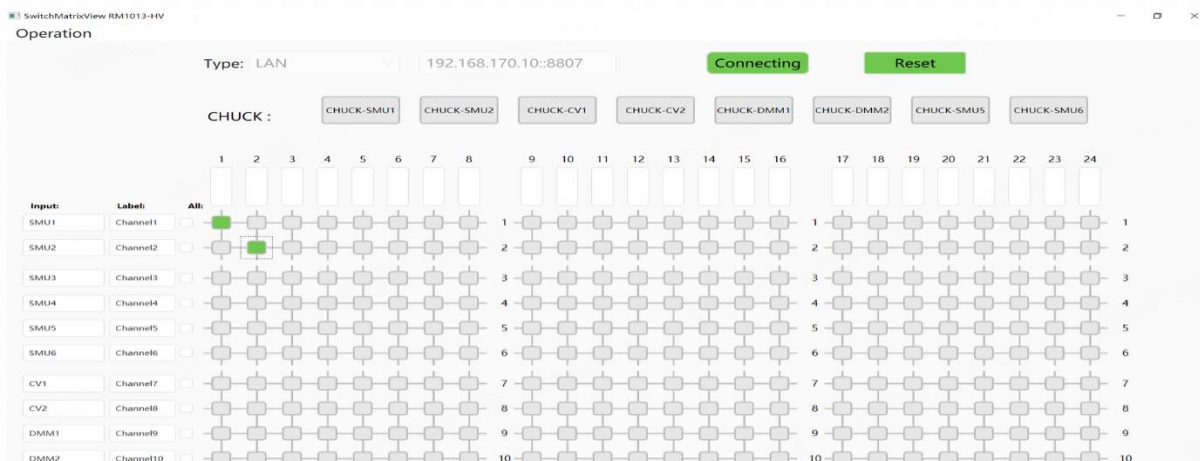 SwitchMatrixView RM1013-HV
Operation
Type: LAN 192.168.170.10::8807 Connecting Reset
CHUCK : CHUCK-SMU1 CHUCK-SMU2 CHUCK-CV1 CHUCK-CV2 CHUCK-DMM1 CHUCK-DMM2 CHUCK-SMU5 CHUCK-SMU6
1 2 3 4 5 6 7 8 9 10 11 12 13 14 15 16 17 18 19 20 21 22 23 24
Input: Label: All:
SMU1 Channel1 1 1 1
SMU2 Channel2 2 2 2
SMU3 Channel3 3 3 3
SMU4 Channel4 4 4 4
SMU5 Channel5 5 5 5
SMU6 Channel6 6 6 6
CV1 Channel7 7 7 7
CV2 Channel8 8 8 8
DMM1 Channel9 9 9 9
DMM2 Channel10 10 10 10